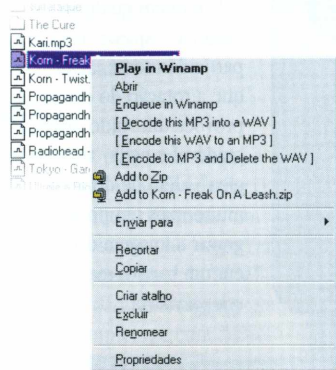 The Cure
Kari.mp3
Korn - Freak
Korn - Twist.
Propagandh
Propagandh
Propagandh
Radiohead -
Tokyo - Gar
Play in Winamp
Abrir
Enqueue in Winamp
[ Decode this MP3 into a WAV ]
[ Encode this WAV to an MP3 ]
[ Encode to MP3 and Delete the WAV ]
Add to Zip
Add to Korn - Freak On A Leash.zip
Enviar para
Recortar
Copiar
Criar atalho
Excluir
Renomear
Propriedades